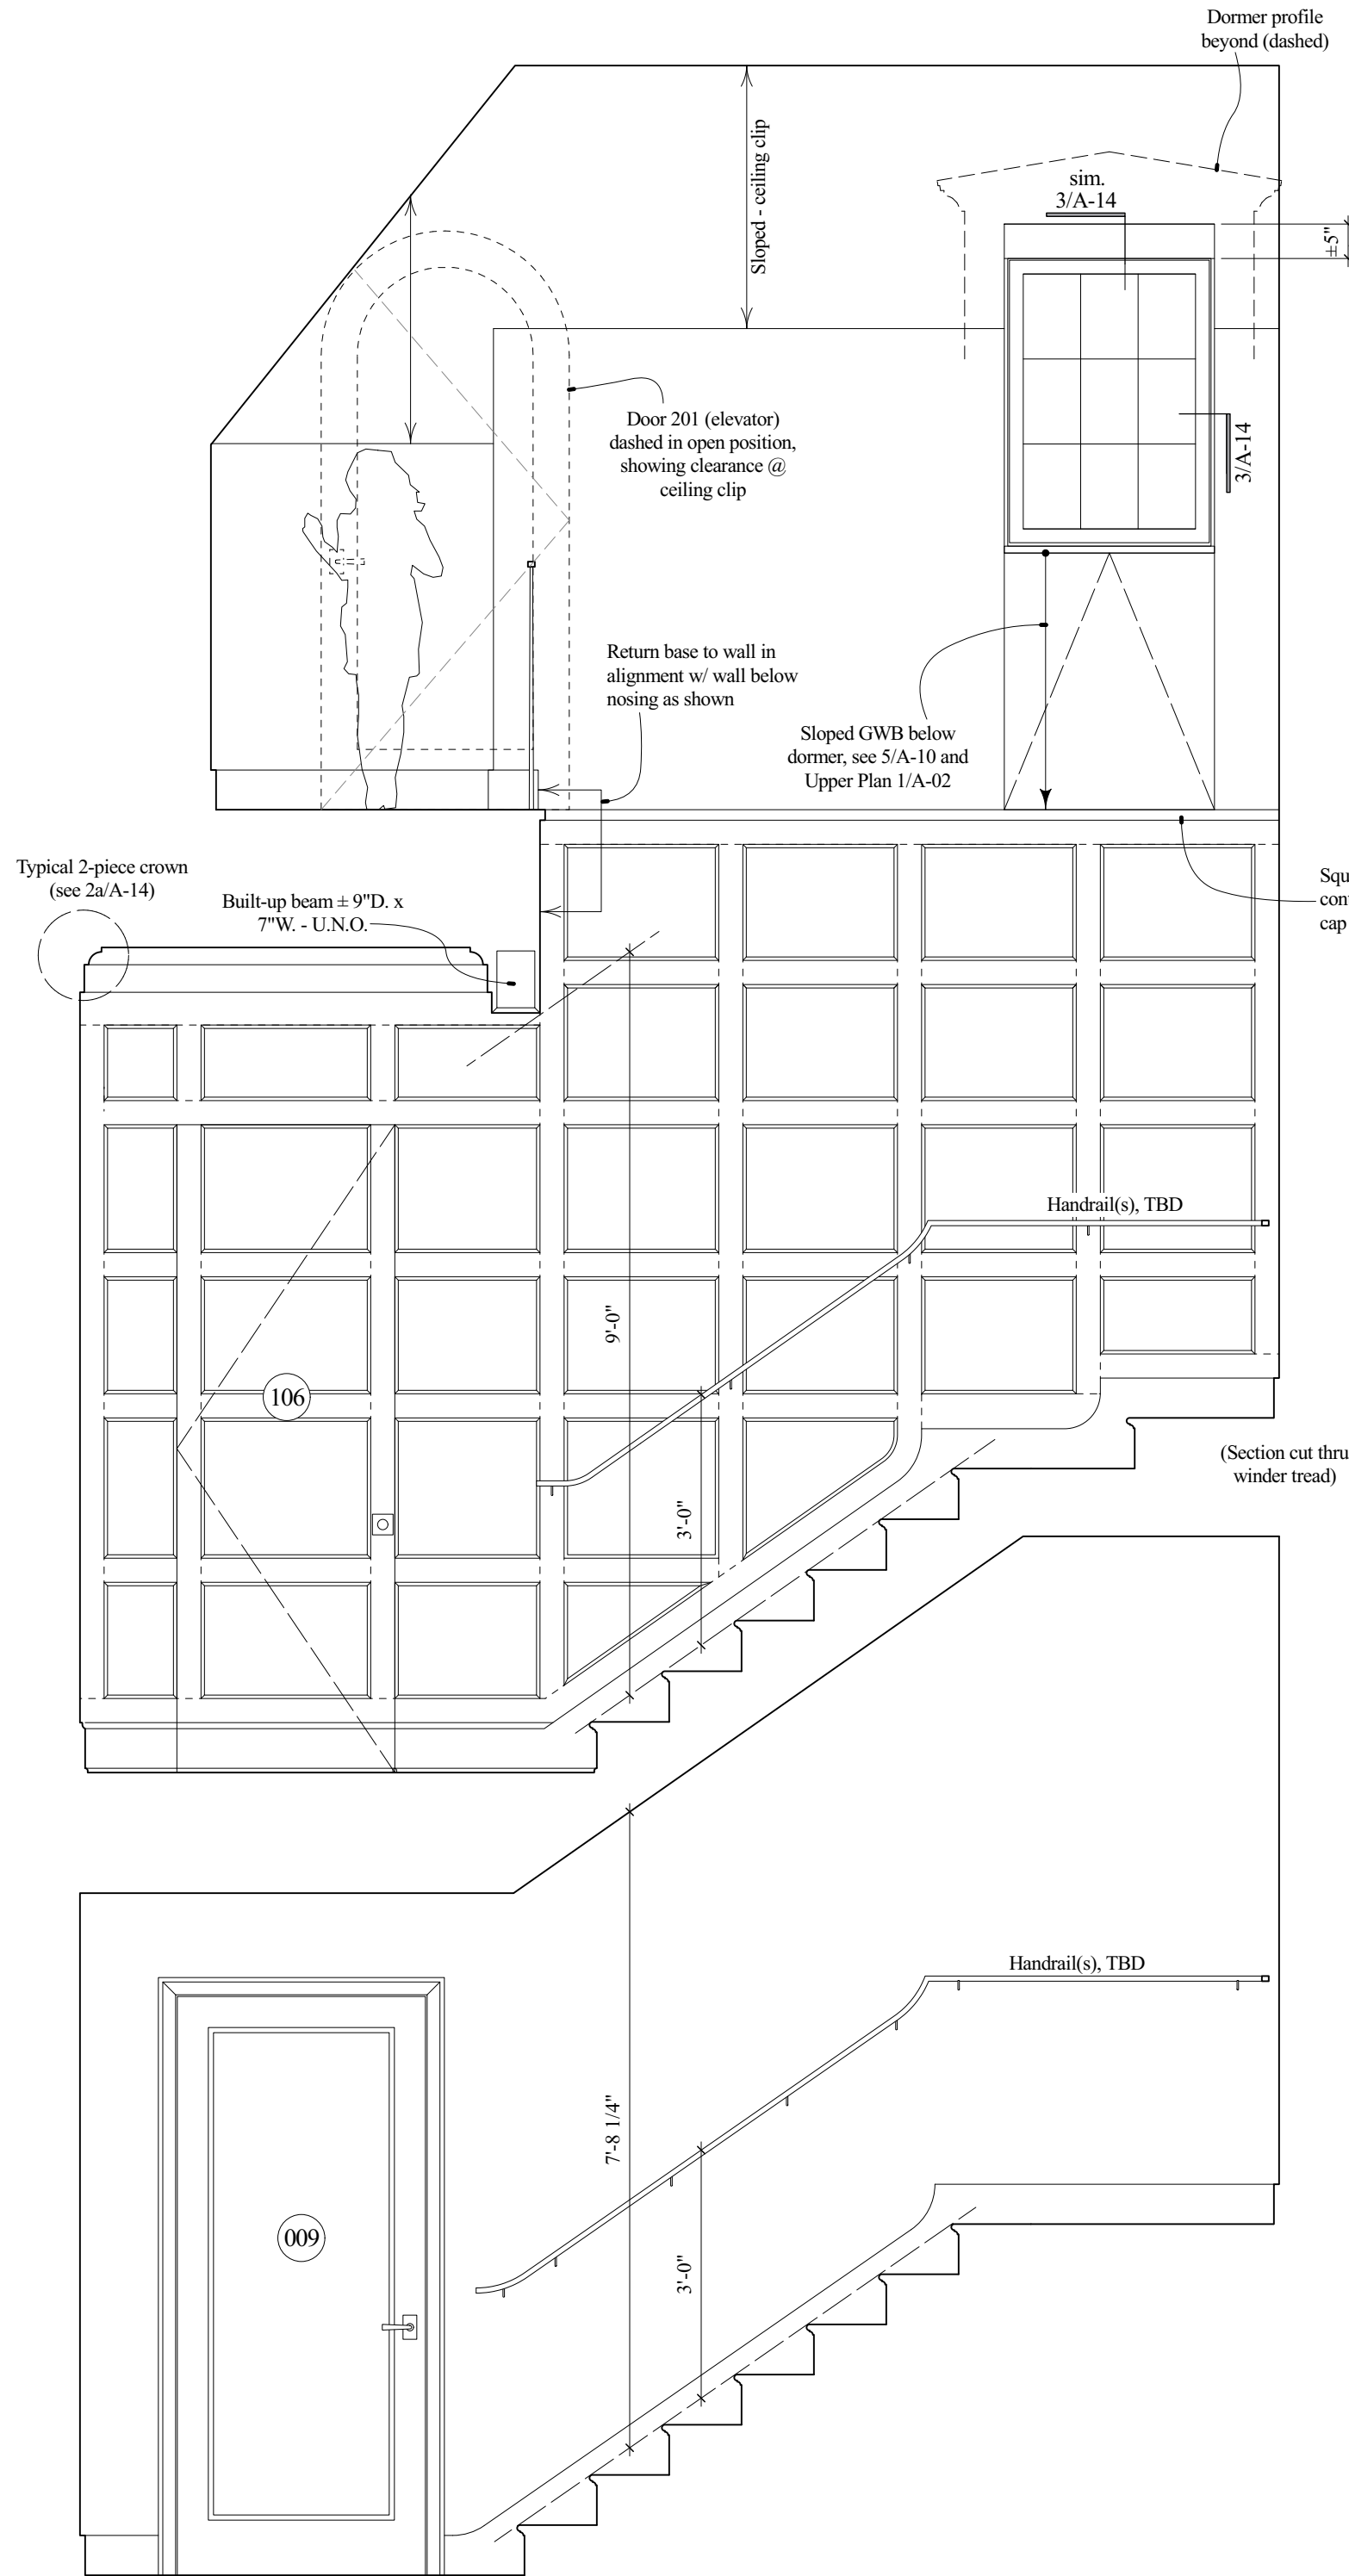 Dormer profile
beyond (dashed)
sim.
3/A-14
Sloped - ceiling clip
±5"
Door 201 (elevator)
dashed in open position,
showing clearance @
ceiling clip
3/A-14
Return base to wall in
alignment w/ wall below
nosing as shown
Sloped GWB below
dormer, see 5/A-10 and
Upper Plan 1/A-02
Typical 2-piece crown
(see 2a/A-14)
Built-up beam ± 9"D. x
7"W. - U.N.O.
Squ
con
cap
Handrail(s), TBD
9'-0"
106
3'-0"
(Section cut thru
winder tread)
Handrail(s), TBD
7'-8 1/4"
009
3'-0"